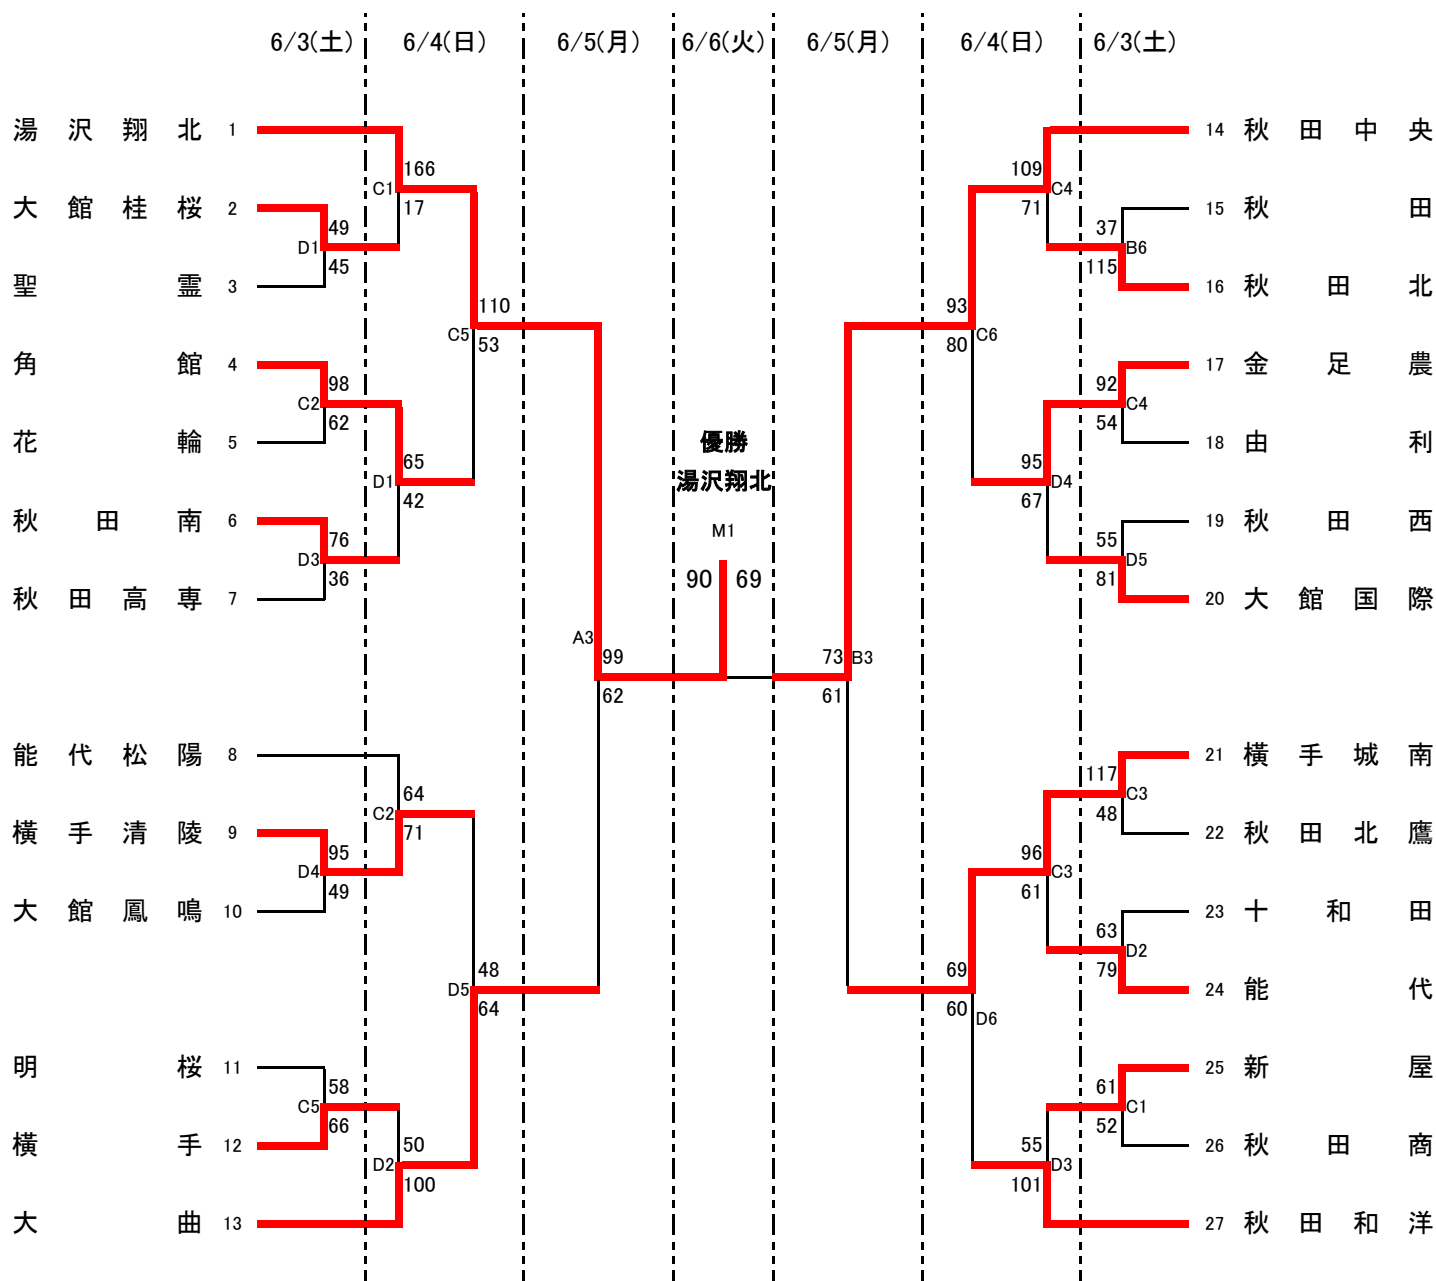 6/3(土) 6/4(日) 6/5(月) 6/6(火) 6/5(月) 6/4(日) 6/3(土)
湯沢翔北 1
166
C1
17
大館桂桜 2
49
D1
45
聖霊 3
110
C5
53
角館 4
98
C2
62
花輪 5
65
D1
42
秋田南 6
76
D3
36
秋田高専 7
A3
99
62
能代松陽 8
64
C2
71
横手清陵 9
95
D4
49
大館鳳鳴 10
48
D5
64
明桜 11
58
C5
66
横手 12
50
D2
100
大曲 13
優勝
湯沢翔北
M1
90 69
14 秋田中央
109
C4
71
15 秋田
37
B6
115
16 秋田北
93
C6
80
17 金足農
92
C4
54
18 由利
95
D4
67
19 秋田西
55
D5
81
20 大館国際
73
B3
61
21 横手城南
117
C3
48
22 秋田北鷹
96
C3
61
23 十和田
63
D2
79
24 能代
69
60
D6
25 新屋
61
C1
52
26 秋田商
55
D3
101
27 秋田和洋